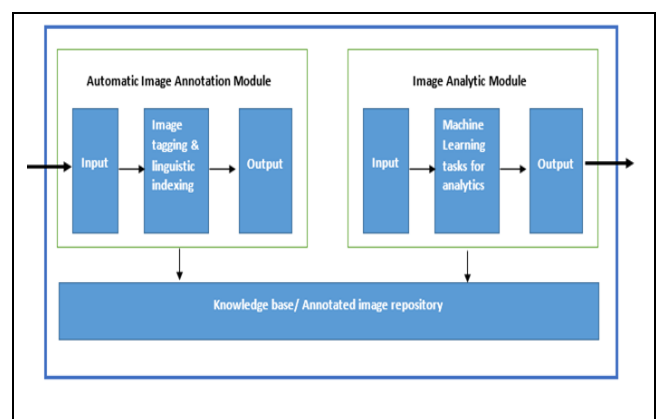 Automatic Image Annotation Module
Input
Image
tagging &
linguistic
indexing
Output
Image Analytic Module
Input
Machine
Learning
tasks for
analytics
Output
Knowledge base/ Annotated image repository